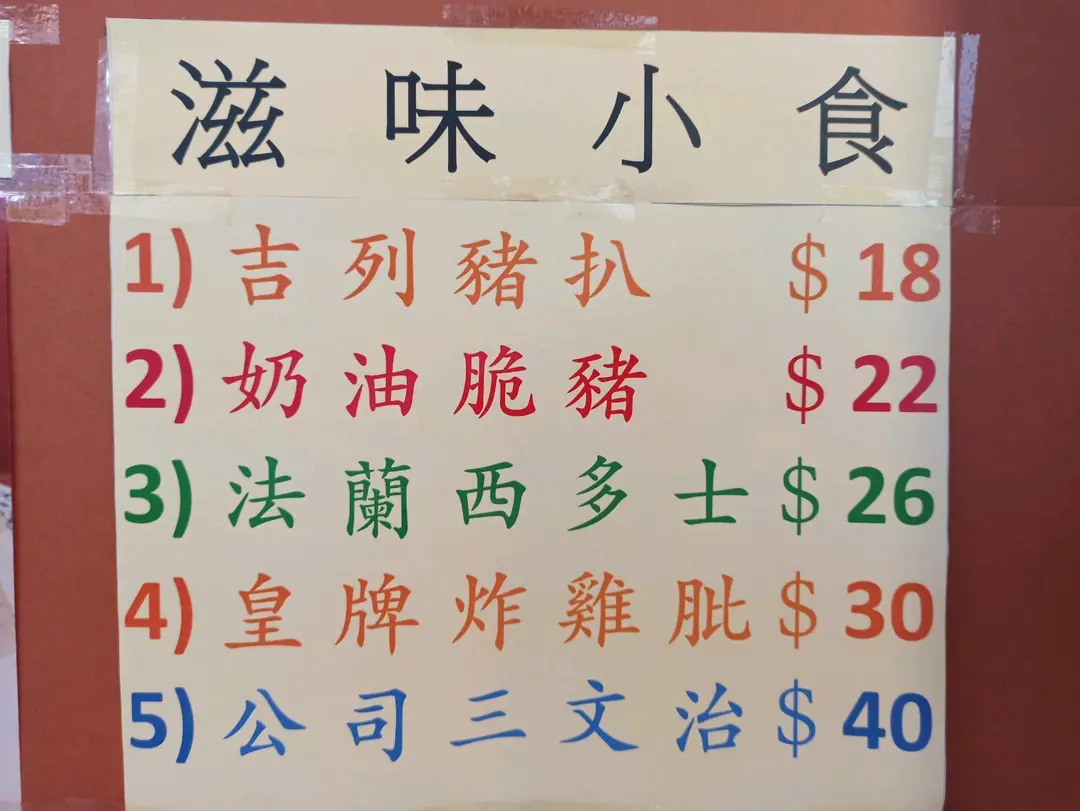 滋味小食
1) 吉列豬扒 $ 18
2) 奶油脆豬 $ 22
3) 法蘭西多士 $ 26
4) 皇牌炸雞肶 $ 30
5) 公司三文治 $ 40